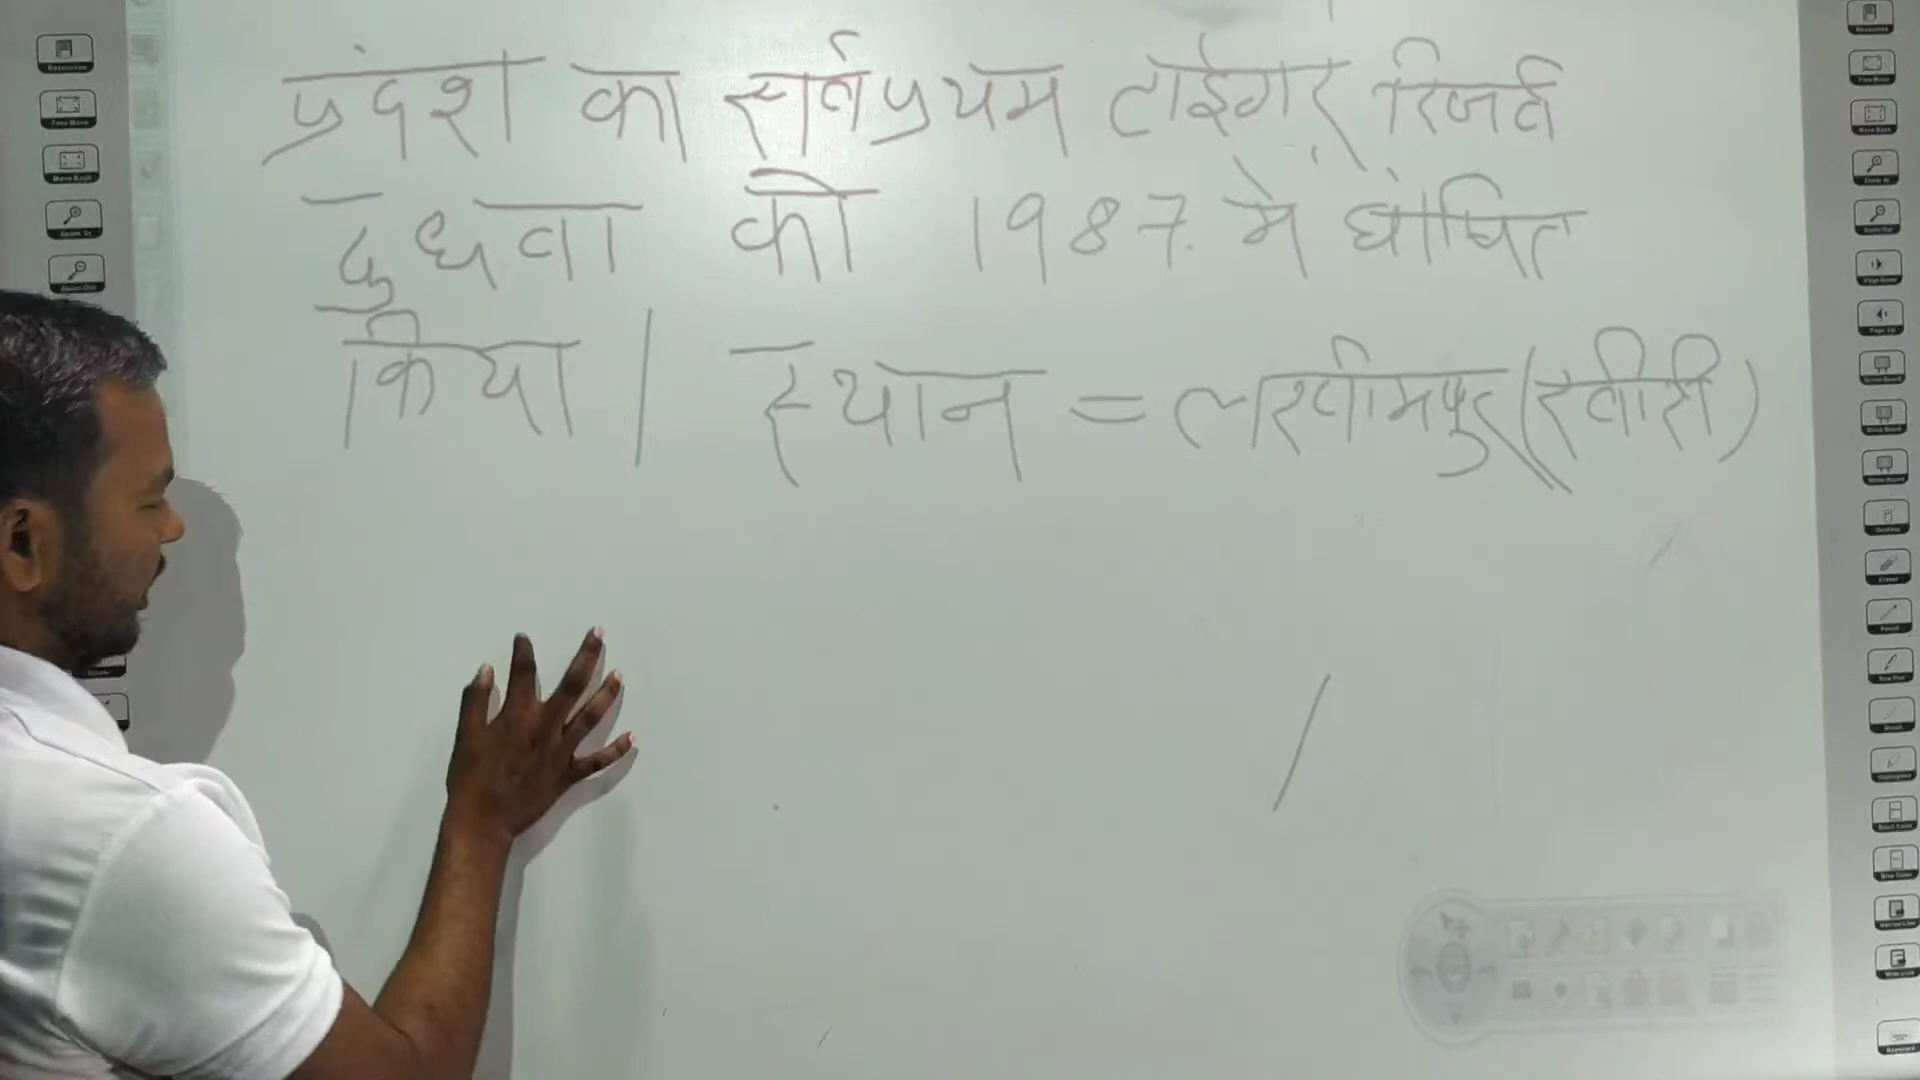 प्रदेश का सर्वप्रथम टाईगर रिजर्व
दुधवा को 1987 मे घोषित
किया | स्थान = लखीमपुर (खीरी)